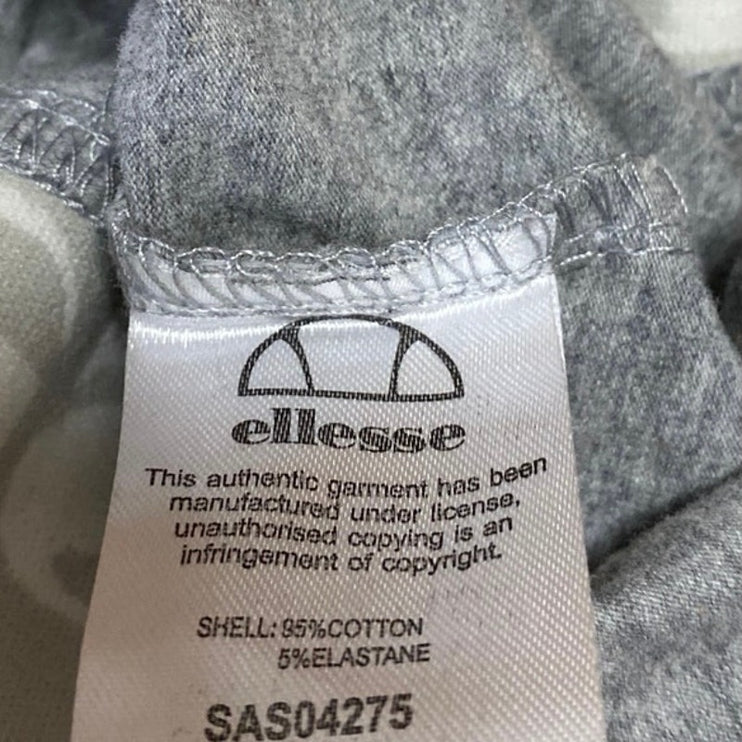 ellesse
This authentic garment has been
manufactured under license,
unauthorised copying is an
infringement of copyright.
SHELL: 95%COTTON
5%ELASTANE
SAS04275